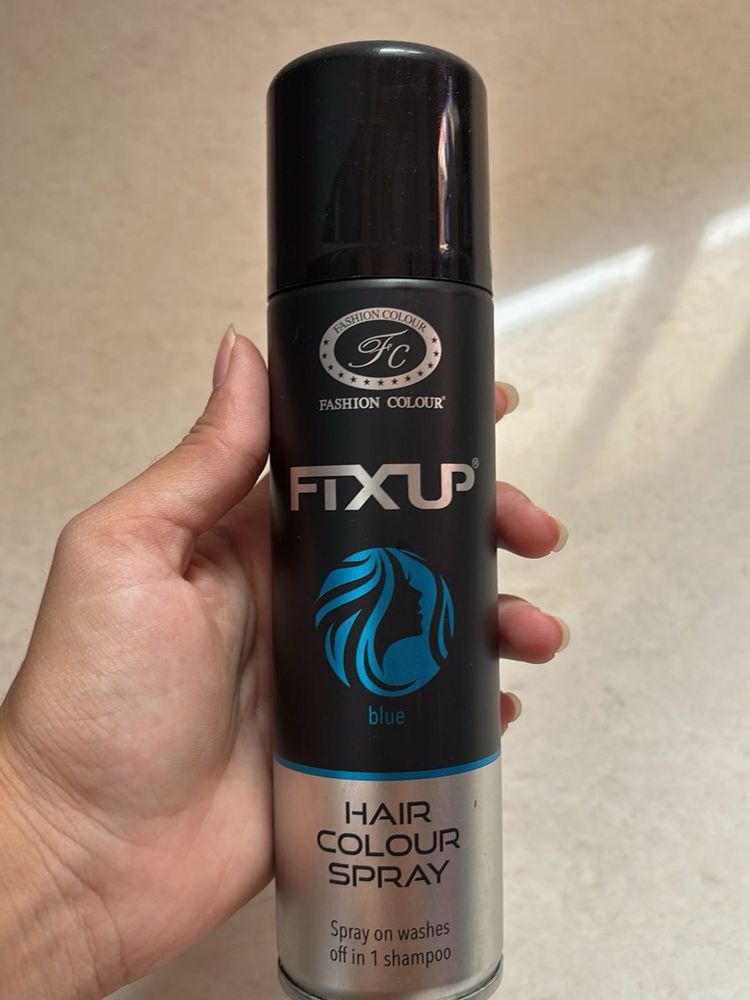 FASHION COLOUR
Fc
FASHION COLOUR®
FIXUP®
blue
HAIR
COLOUR
SPRAY
Spray on washes
off in 1 shampoo